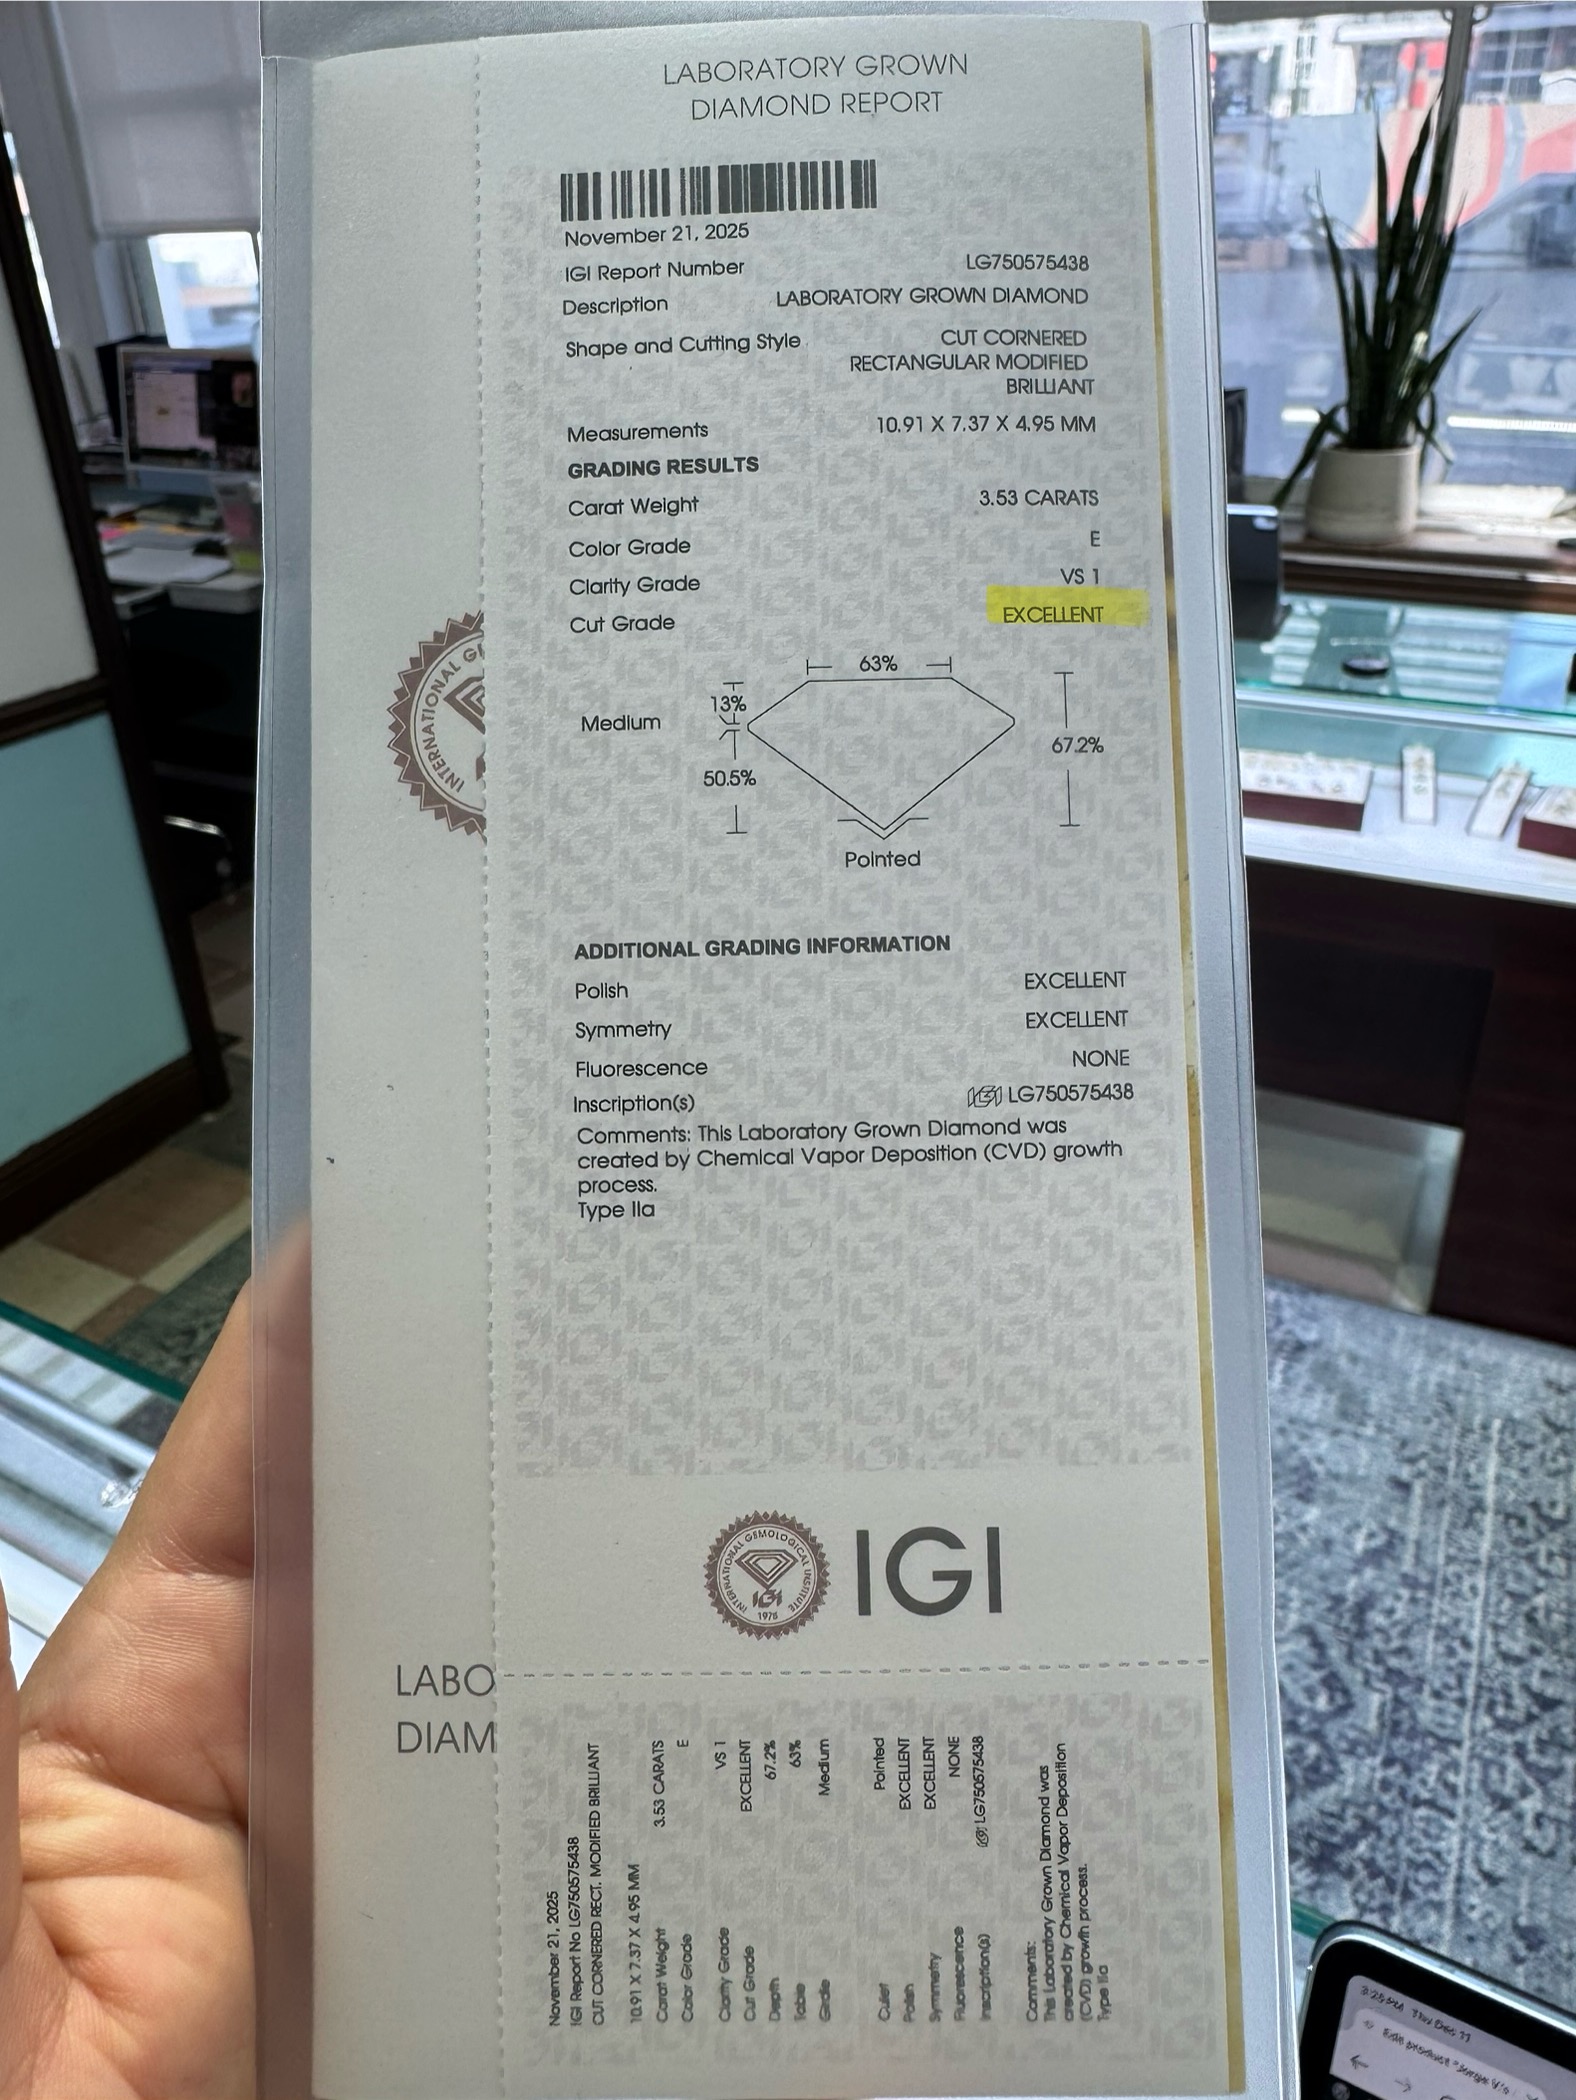 LABORATORY GROWN
DIAMOND REPORT
November 21, 2025
IGI Report Number LG750575438
Description LABORATORY GROWN DIAMOND
Shape and Cutting Style CUT CORNERED
RECTANGULAR MODIFIED
BRILLIANT
Measurements 10.91 X 7.37 X 4.95 MM
GRADING RESULTS
Carat Weight 3.53 CARATS
Color Grade E
Clarity Grade VS 1
Cut Grade EXCELLENT
63%
13%
Medium
67.2%
50.5%
Pointed
INTERNATIONAL G
ADDITIONAL GRADING INFORMATION
Polish EXCELLENT
Symmetry EXCELLENT
Fluorescence NONE
Inscription(s) IGI LG750575438
Comments: This Laboratory Grown Diamond was
created by Chemical Vapor Deposition (CVD) growth
process.
Type IIa
INTERNATIONAL GEMOLOGICAL INSTITUTE
IGI
1975
IGI
LABO
DIAM
November 21, 2025
IGI Report No LG750575438
CUT CORNERED RECT. MODIFIED BRILLIANT
10.91 X 7.37 X 4.95 MM
Carat Weight 3.53 CARATS
Color Grade E
Clarity Grade VS 1
Cut Grade EXCELLENT
Depth 67.2%
Table 63%
Girdle Medium
Culet Pointed
Polish EXCELLENT
Symmetry EXCELLENT
Fluorescence NONE
Inscription(s) IGI LG750575438
Comments:
This Laboratory Grown Diamond was
created by Chemical Vapor Deposition
(CVD) growth process.
Type IIa